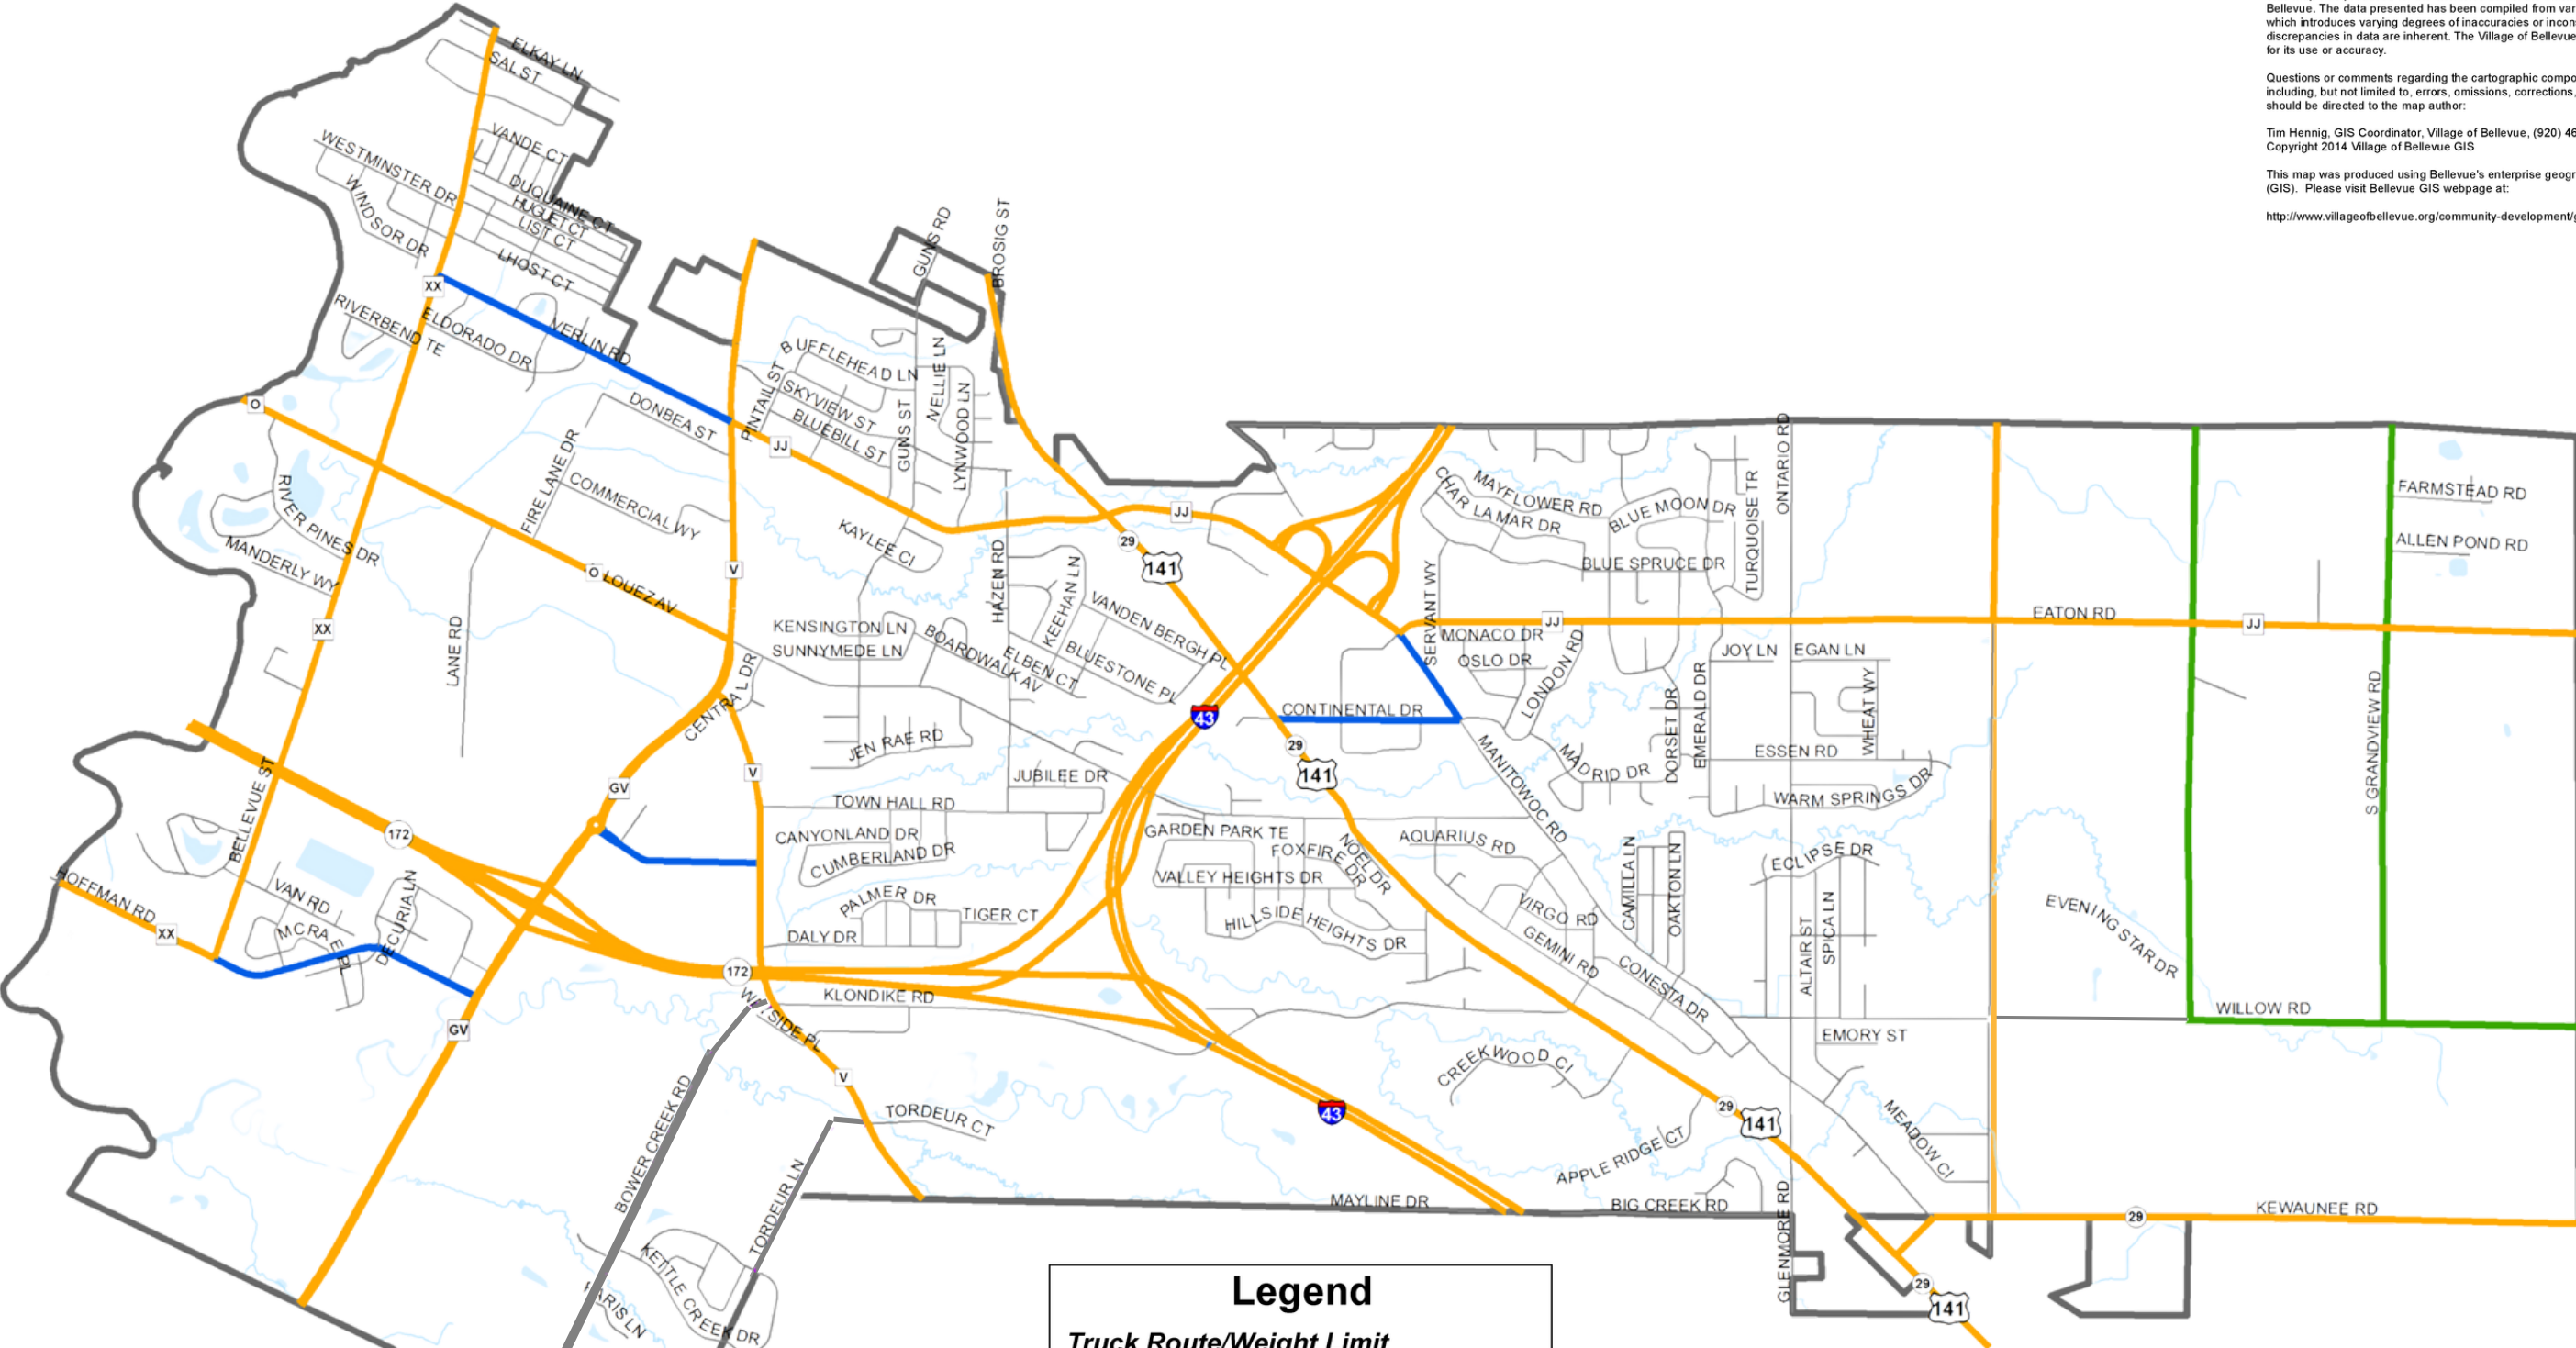 Bellevue. The data presented has been compiled from var
which introduces varying degrees of inaccuracies or incon
discrepancies in data are inherent. The Village of Bellevue
for its use or accuracy.
Questions or comments regarding the cartographic compo
including, but not limited to, errors, omissions, corrections,
should be directed to the map author:
Tim Hennig, GIS Coordinator, Village of Bellevue, (920) 46
Copyright 2014 Village of Bellevue GIS
This map was produced using Bellevue's enterprise geogr
(GIS). Please visit Bellevue GIS webpage at:
http://www.villageofbellevue.org/community-development/g
ELKAY LN
SAL ST
VANDE CT
WESTMINSTER DR
WINDSOR DR
DUQUAINE CT
HUGUET CT
LIST CT
LHOST CT
XX
RIVERBEND TE
ELDORADO DR
VERLIN RD
GUNS RD
BROSIG ST
O
DONBEA ST
PINTAIL ST
BUFFLEHEAD LN
SKYVIEW ST
BLUEBILL ST
GUNS ST
NELLIE LN
LYNWOOD LN
JJ
RIVER PINES DR
MANDERLY WY
FIRE LANE DR
COMMERCIAL WY
KAYLEE CI
V
O
LOUEZ AV
HAZEN RD
KEEHAN LN
29
141
JJ
VANDEN BERGH PL
KENSINGTON LN
SUNNYMEDE LN
BOARDWALK AV
ELBEN CT
BLUESTONE PL
XX
LANE RD
CENTRAL DR
JEN RAE RD
JUBILEE DR
GV
V
TOWN HALL RD
CANYONLAND DR
CUMBERLAND DR
PALMER DR
TIGER CT
DALY DR
BELLEVUE ST
172
HOFFMAN RD
XX
VAN RD
MCRAE PL
DECURIA LN
172
KLONDIKE RD
WAYSIDE PL
GV
V
BOWER CREEK RD
TORDEUR CT
TORDEUR LN
KETTLE CREEK DR
PARIS LN
CHAR LA MAR DR
MAYFLOWER RD
BLUE MOON DR
BLUE SPRUCE DR
TURQUOISE TR
ONTARIO RD
SERVANT WY
JJ
MONACO DR
OSLO DR
LONDON RD
EATON RD
JJ
JOY LN
EGAN LN
WHEAT WY
DORSET DR
EMERALD DR
ESSEN RD
MADRID DR
WARM SPRINGS DR
43
CONTINENTAL DR
29
141
MANITOWOC RD
GARDEN PARK TE
FOXFIRE DR
NOEL DR
VALLEY HEIGHTS DR
HILLSIDE HEIGHTS DR
AQUARIUS RD
VIRGO RD
GEMINI RD
CAMILLA LN
OAKTON LN
CONESTA DR
ECLIPSE DR
ALTAIR ST
SPICA LN
EMORY ST
CREEKWOOD CI
43
29
141
APPLE RIDGE CT
MEADOW CI
MAYLINE DR
BIG CREEK RD
GLENMORE RD
FARMSTEAD RD
ALLEN POND RD
S GRANDVIEW RD
EVENING STAR DR
WILLOW RD
29
KEWAUNEE RD
29
141
Legend
Truck Route/Weight Limit